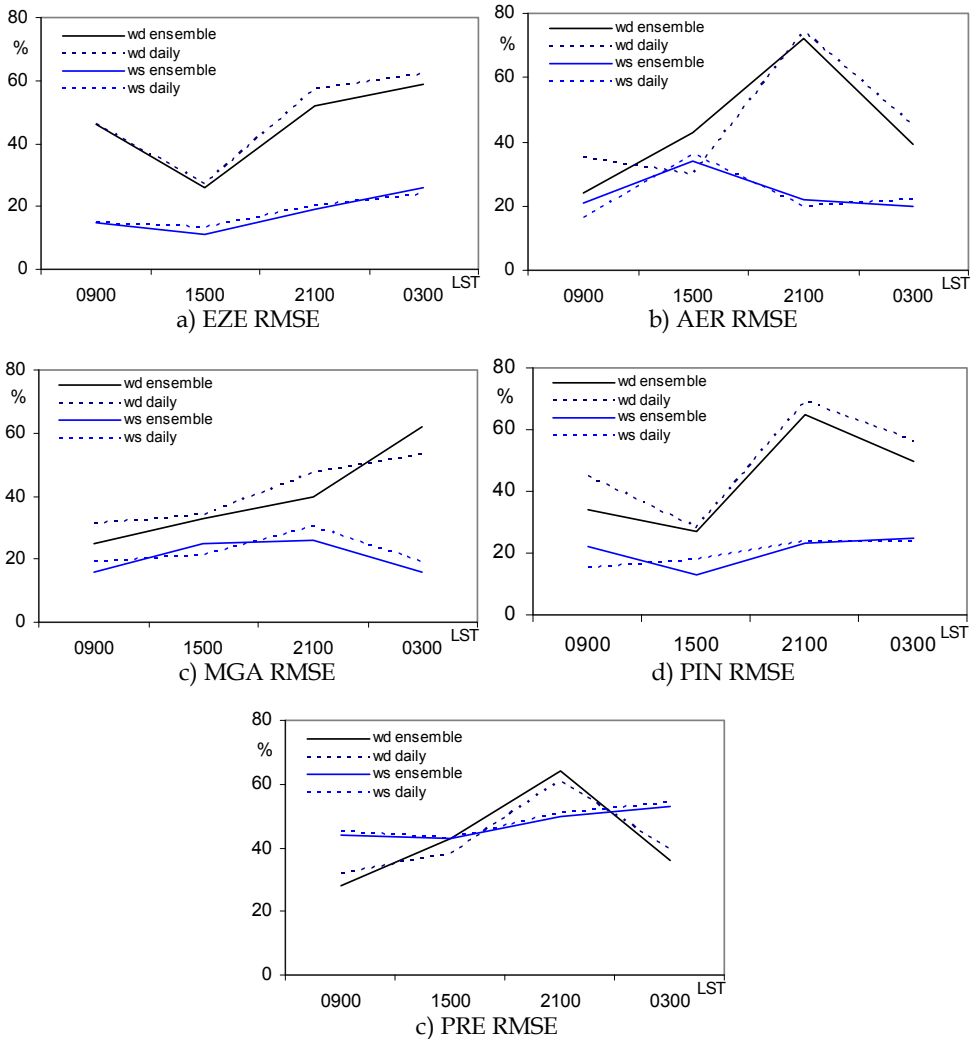 80
%
60
40
20
0
wd ensemble
wd daily
ws ensemble
ws daily
0900 1500 2100 0300 LST
a) EZE RMSE
80
%
60
40
20
0
wd ensemble
wd daily
ws ensemble
ws daily
0900 1500 2100 0300 LST
b) AER RMSE
80
%
60
40
20
0
wd ensemble
wd daily
ws ensemble
ws daily
0900 1500 2100 0300 LST
c) MGA RMSE
80
%
60
40
20
0
wd ensemble
wd daily
ws ensemble
ws daily
0900 1500 2100 0300 LST
d) PIN RMSE
80
%
60
40
20
0
wd ensemble
wd daily
ws ensemble
ws daily
0900 1500 2100 0300 LST
c) PRE RMSE